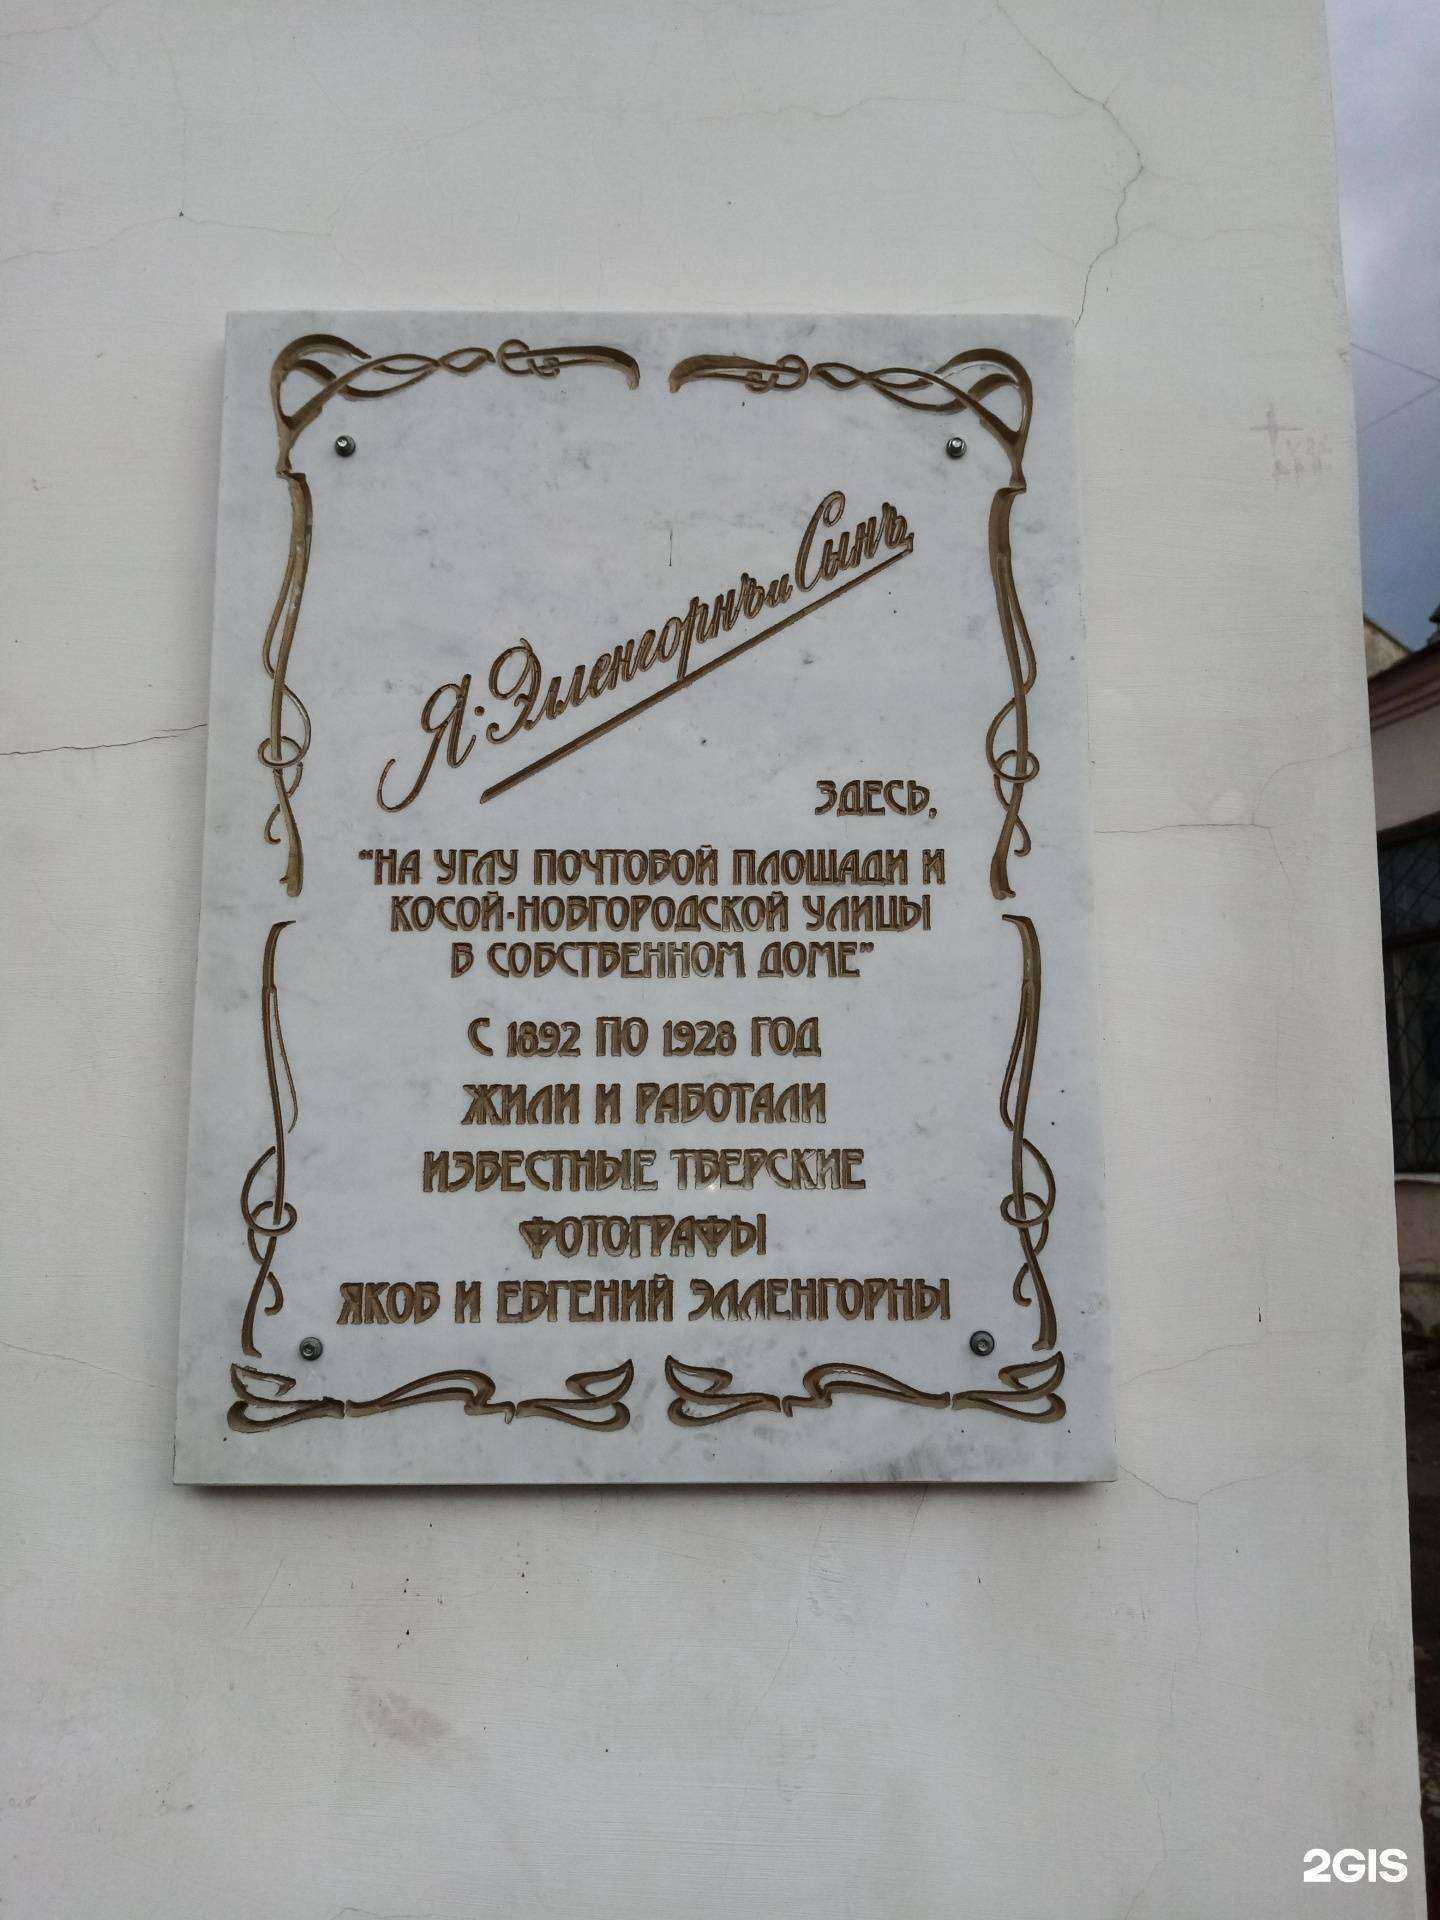 Я. Элленгорнъ и Сынъ
ЗДЕСЬ,
"НА УГЛУ ПОЧТОВОЙ ПЛОЩАДИ И
КОСОЙ-НОВГОРОДСКОЙ УЛИЦЫ
В СОБСТВЕННОМ ДОМЕ"
С 1892 ПО 1928 ГОД
ЖИЛИ И РАБОТАЛИ
ИЗВЕСТНЫЕ ТВЕРСКИЕ
ФОТОГРАФЫ
ЯКОВ И ЕВГЕНИЙ ЭЛЛЕНГОРНЫ
2GIS